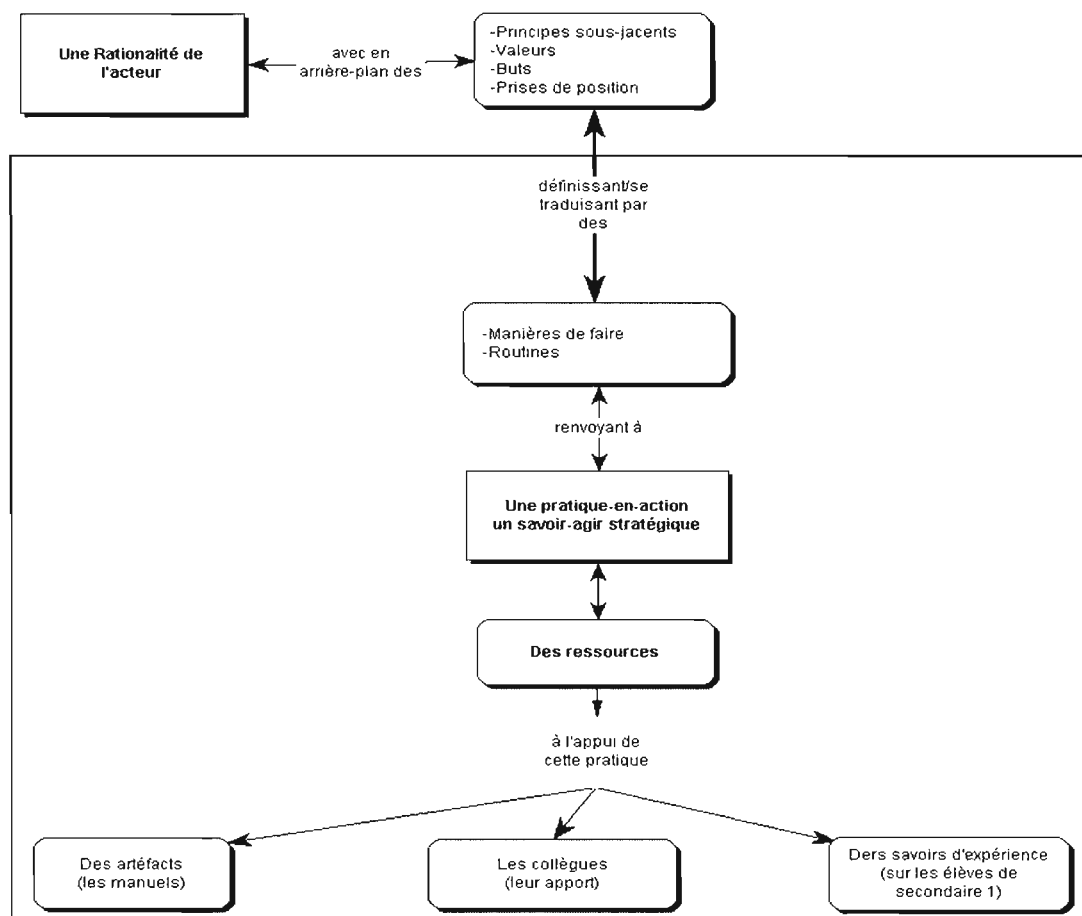 Une Rationalité de
l'acteur
avec en
arrière-plan des
-Principes sous-jacents
-Valeurs
-Buts
-Prises de position
définissant/se
traduisant par
des
-Manières de faire
-Routines
renvoyant à
Une pratique-en-action
un savoir-agir stratégique
Des ressources
à l'appui de
cette pratique
Des artéfacts
(les manuels)
Les collègues
(leur apport)
Ders savoirs d'expérience
(sur les élèves de
secondaire 1)